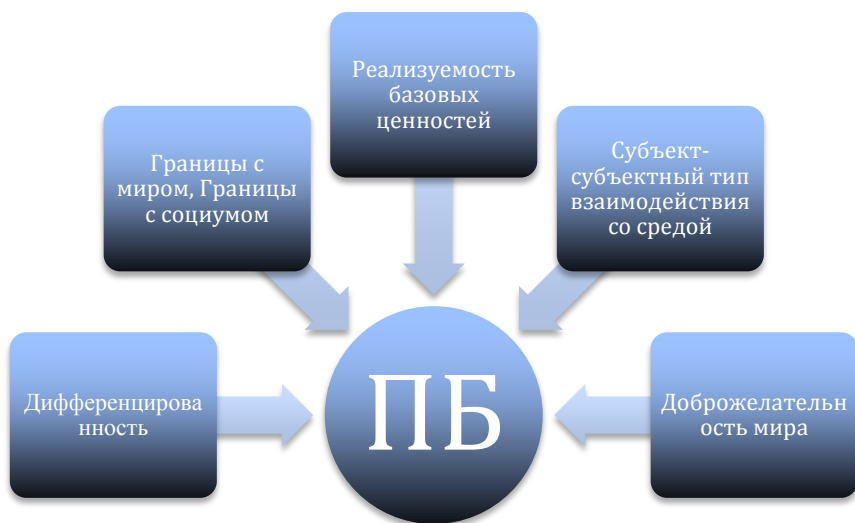 Реализуемость
базовых
ценностей
Границы с
миром, Границы
с социумом
Субъект-
субъектный тип
взаимодействия
со средой
Дифференцирова
нность
ПБ
Доброжелательн
ость мира